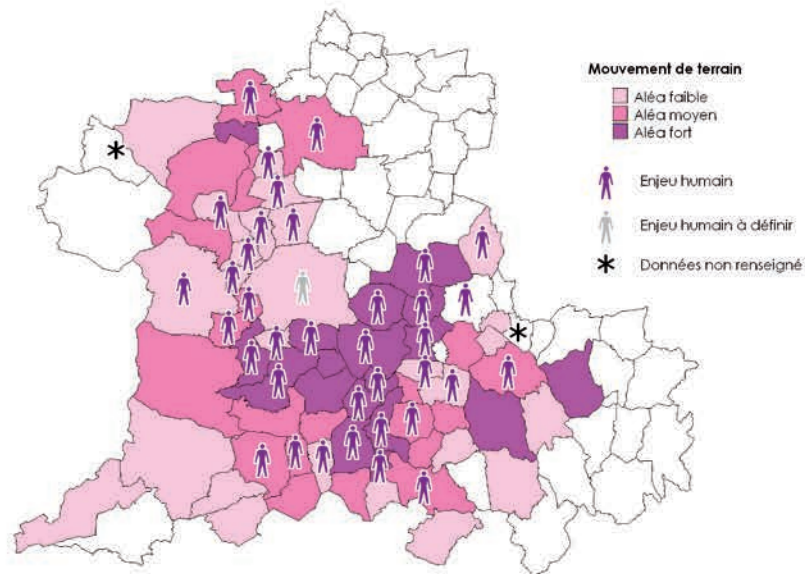 Mouvement de terrain
Aléa faible
Aléa moyen
Aléa fort
Enjeu humain
Enjeu humain à définir
Données non renseigné